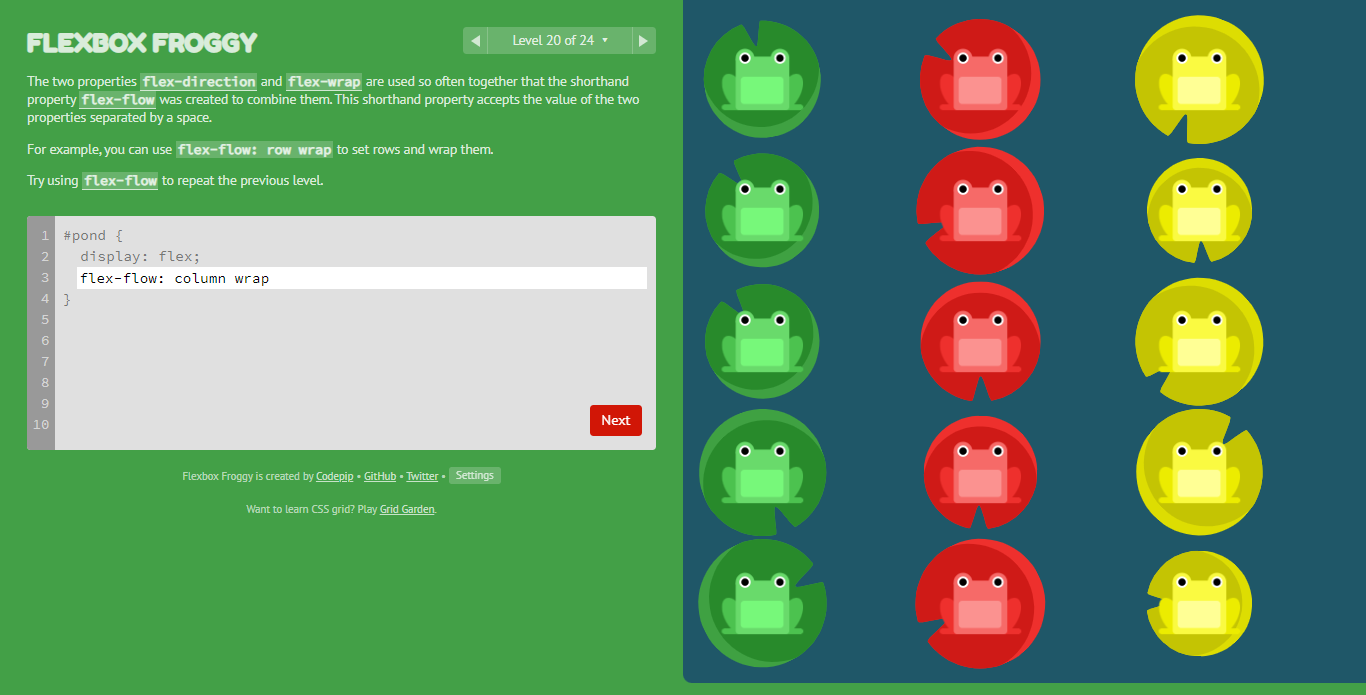 FLEXBOX FROGGY
◀ Level 20 of 24 ▾ ▶
The two properties flex-direction and flex-wrap are used so often together that the shorthand
property flex-flow was created to combine them. This shorthand property accepts the value of the two
properties separated by a space.
For example, you can use flex-flow: row wrap to set rows and wrap them.
Try using flex-flow to repeat the previous level.
1 #pond {
2 display: flex;
3 flex-flow: column wrap
4 }
5
6
7
8
9
10
Next
Flexbox Froggy is created by Codepip • GitHub • Twitter • Settings
Want to learn CSS grid? Play Grid Garden.